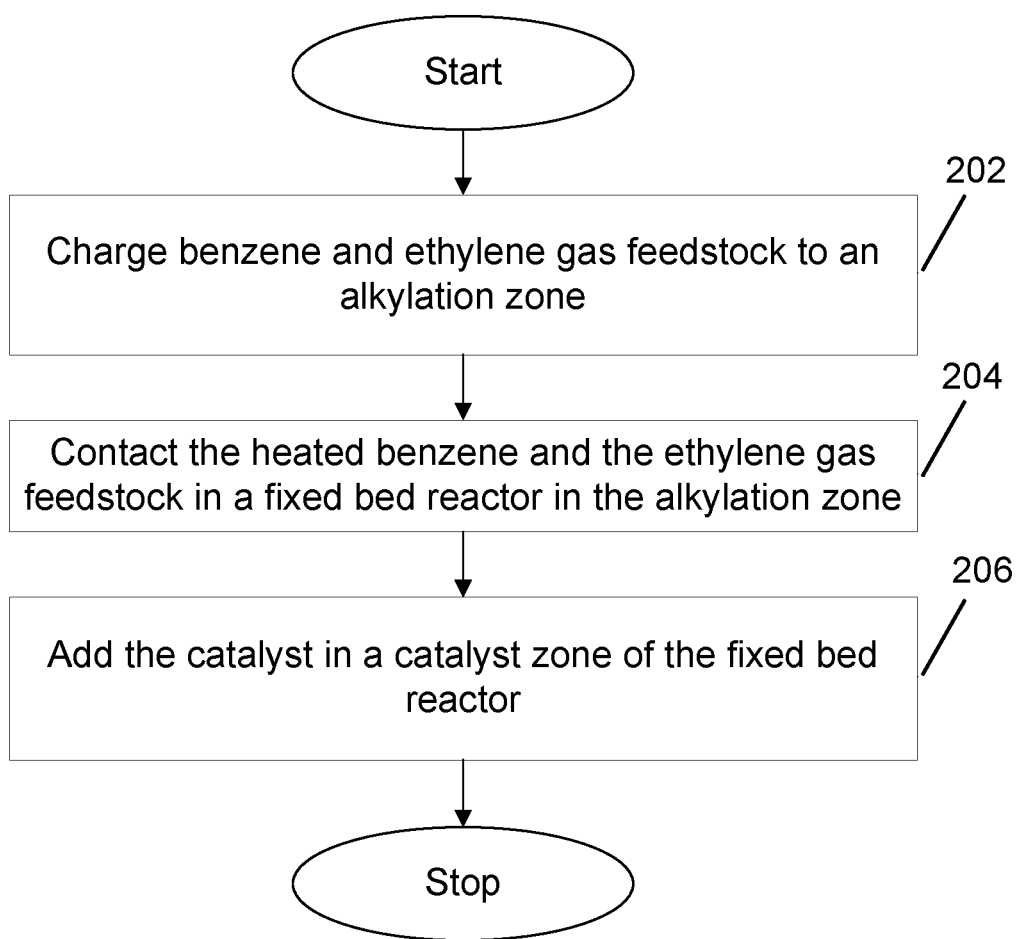 Start
202
Charge benzene and ethylene gas feedstock to an
alkylation zone
204
Contact the heated benzene and the ethylene gas
feedstock in a fixed bed reactor in the alkylation zone
206
Add the catalyst in a catalyst zone of the fixed bed
reactor
Stop